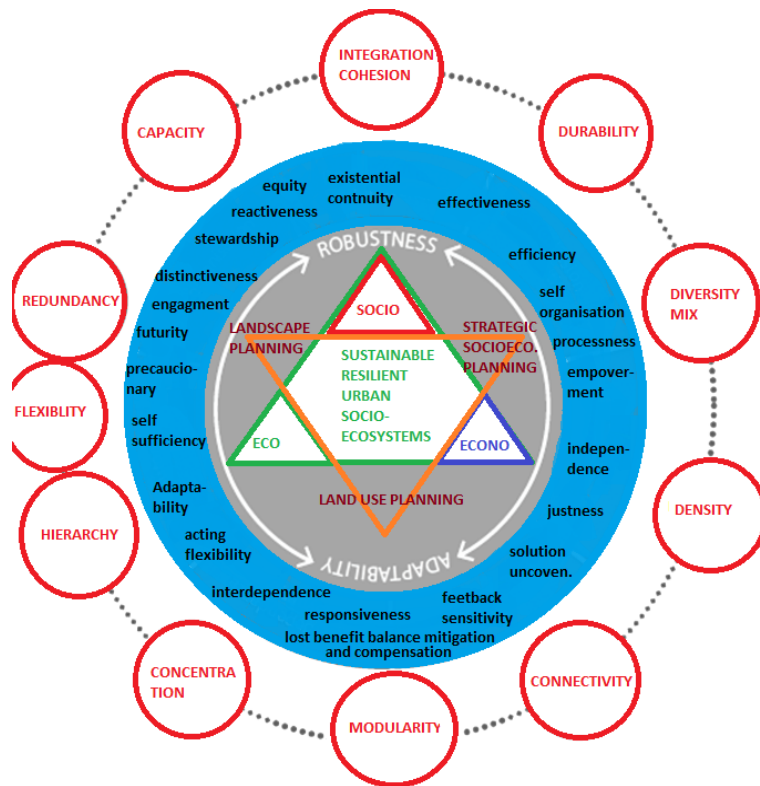 INTEGRATION
COHESION
CAPACITY
DURABILITY
REDUNDANCY
DIVERSITY
MIX
FLEXIBLITY
HIERARCHY
DENSITY
CONCENTRA
TION
CONNECTIVITY
MODULARITY
equity
existential
contnuity
effectiveness
reactiveness
stewardship
efficiency
distinctiveness
self
organisation
engagment
futurity
processness
precaucio-
nary
empover-
ment
self
sufficiency
indepen-
dence
Adapta-
bility
justness
acting
flexibility
solution
uncoven.
interdependence
feetback
sensitivity
responsiveness
lost benefit balance mitigation
and compensation
ROBUSTNESS
ADAPTABILITY
SOCIO
LANDSCAPE
PLANNING
STRATEGIC
SOCIOECO.
PLANNING
SUSTAINABLE
RESILIENT
URBAN
SOCIO-
ECOSYSTEMS
ECO
ECONO
LAND USE PLANNING